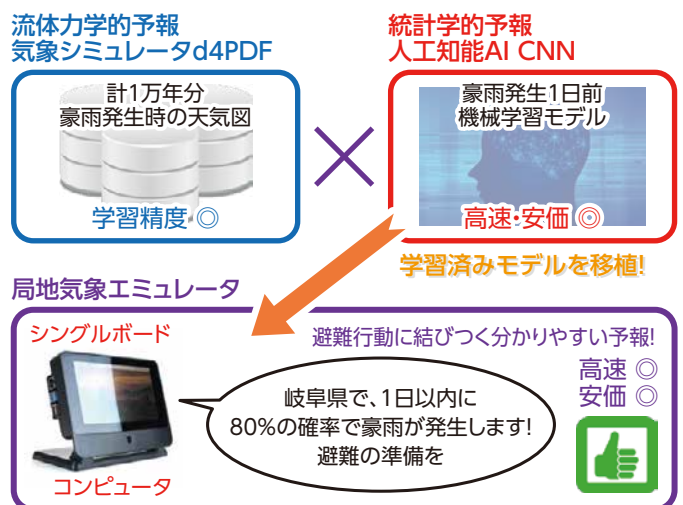 流体力学的予報
気象シミュレータd4PDF
計1万年分
豪雨発生時の天気図
学習精度 ◎
統計学的予報
人工知能AI CNN
豪雨発生1日前
機械学習モデル
高速・安価 ◎
学習済みモデルを移植!
局地気象エミュレータ
シングルボード
コンピュータ
避難行動に結びつく分かりやすい予報!
高速 ◎
安価 ◎
岐阜県で、1日以内に
80%の確率で豪雨が発生します!
避難の準備を